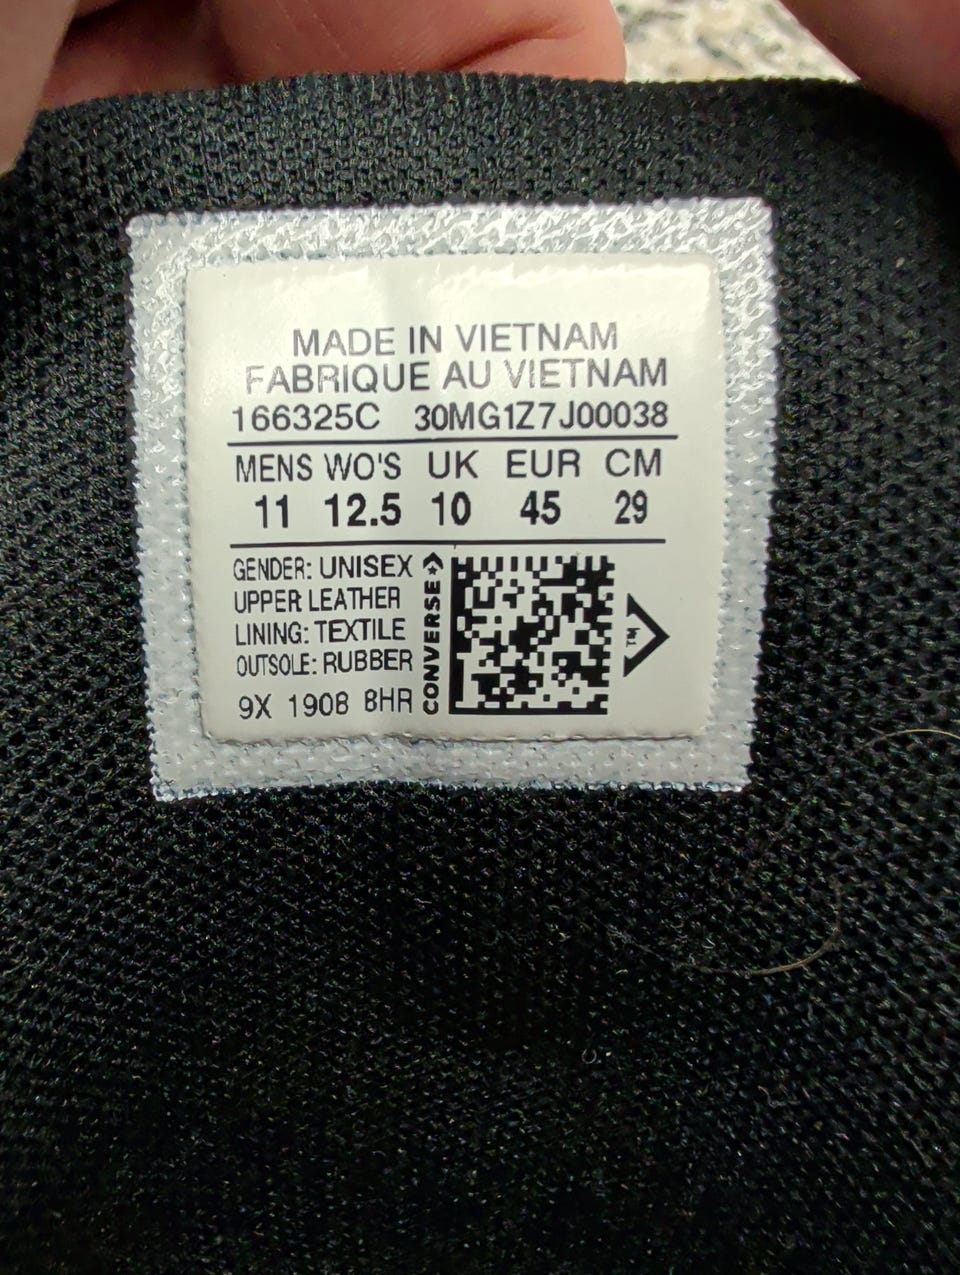 MADE IN VIETNAM
FABRIQUE AU VIETNAM
166325C 30MG1Z7J00038
MENS WO'S UK EUR CM
11 12.5 10 45 29
GENDER: UNISEX
UPPER: LEATHER
LINING: TEXTILE
OUTSOLE: RUBBER
9X 1908 8HR
CONVERSE
TM